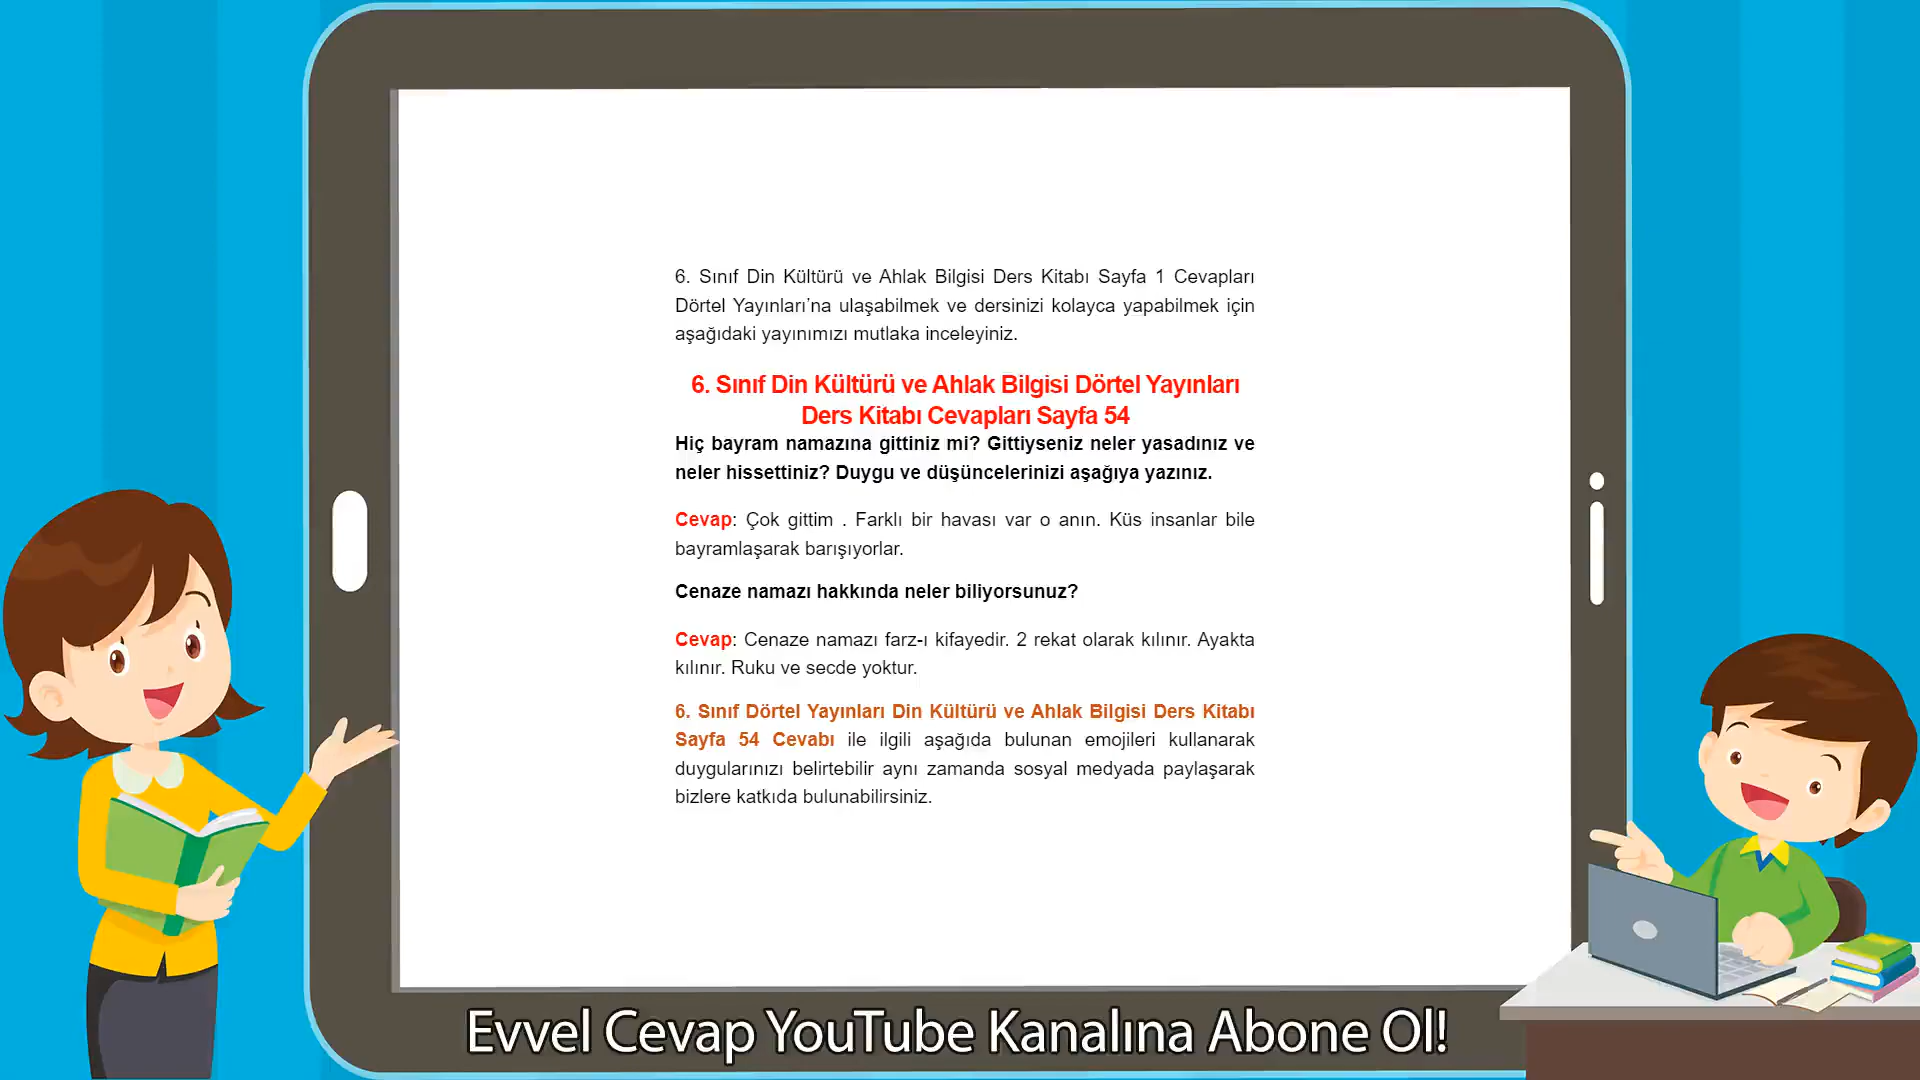 6. Sınıf Din Kültürü ve Ahlak Bilgisi Ders Kitabı Sayfa 1 Cevapları
Dörtel Yayınları’na ulaşabilmek ve dersinizi kolayca yapabilmek için
aşağıdaki yayınımızı mutlaka inceleyiniz.
6. Sınıf Din Kültürü ve Ahlak Bilgisi Dörtel Yayınları
Ders Kitabı Cevapları Sayfa 54
Hiç bayram namazına gittiniz mi? Gittiyseniz neler yasadınız ve
neler hissettiniz? Duygu ve düşüncelerinizi aşağıya yazınız.
Cevap: Çok gittim . Farklı bir havası var o anın. Küs insanlar bile
bayramlaşarak barışıyorlar.
Cenaze namazı hakkında neler biliyorsunuz?
Cevap: Cenaze namazı farz-ı kifayedir. 2 rekat olarak kılınır. Ayakta
kılınır. Ruku ve secde yoktur.
6. Sınıf Dörtel Yayınları Din Kültürü ve Ahlak Bilgisi Ders Kitabı
Sayfa 54 Cevabı ile ilgili aşağıda bulunan emojileri kullanarak
duygularınızı belirtebilir aynı zamanda sosyal medyada paylaşarak
bizlere katkıda bulunabilirsiniz.
Evvel Cevap YouTube Kanalına Abone Ol!